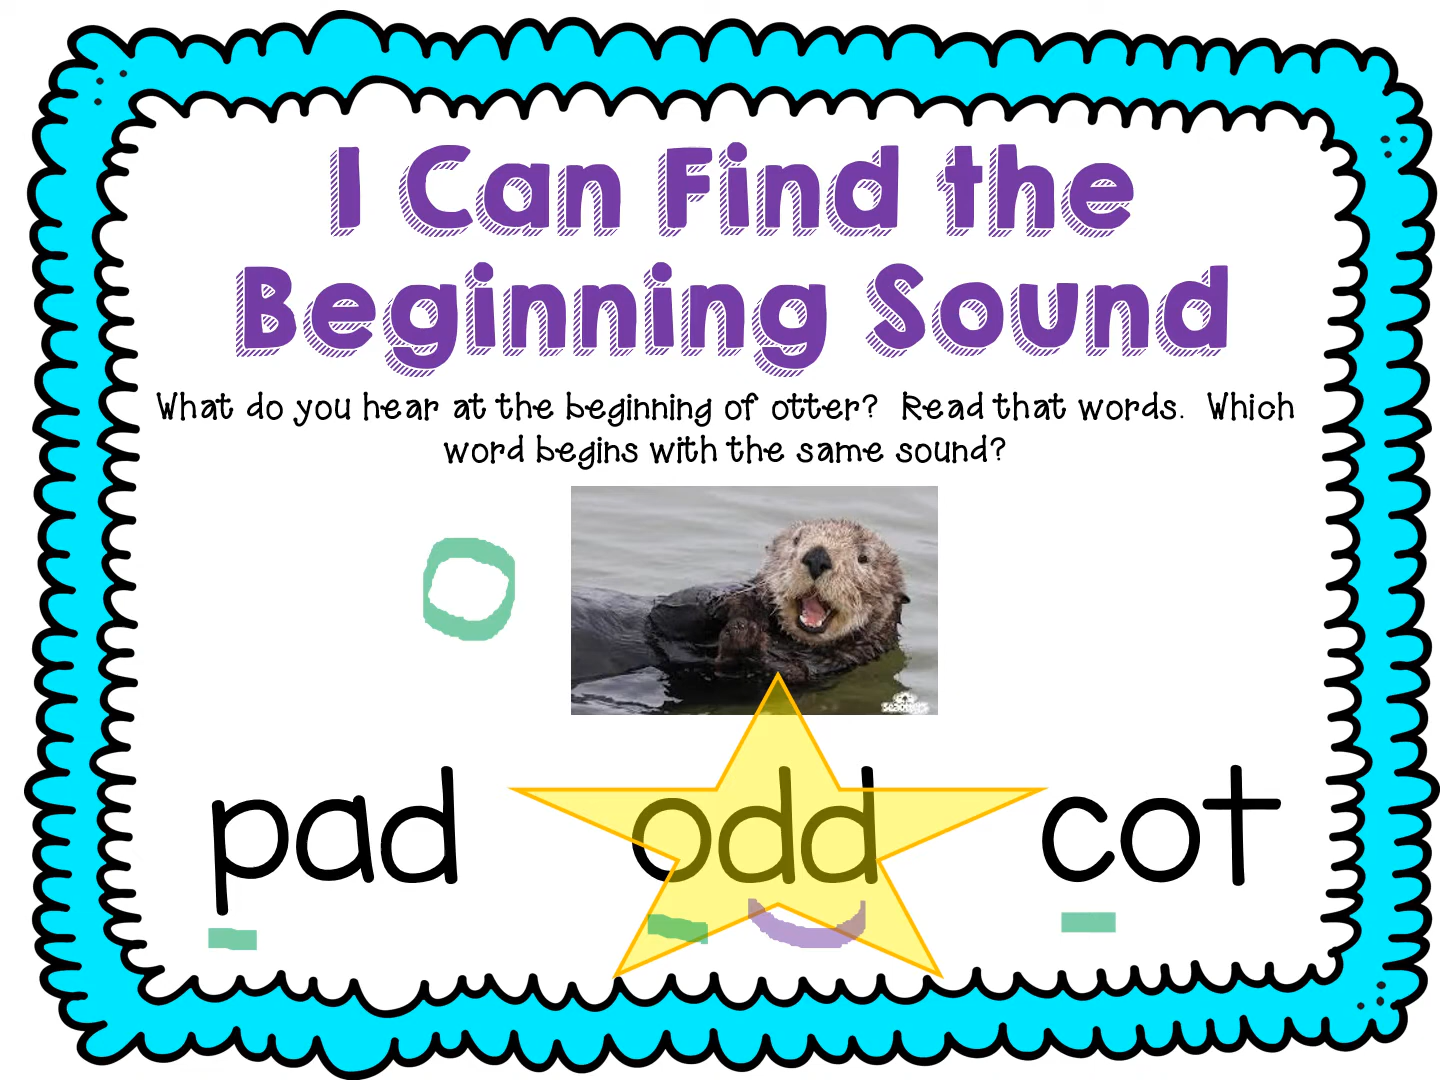 I Can Find the
Beginning Sound
What do you hear at the beginning of otter? Read that words. Which
word begins with the same sound?
O
pad odd cot